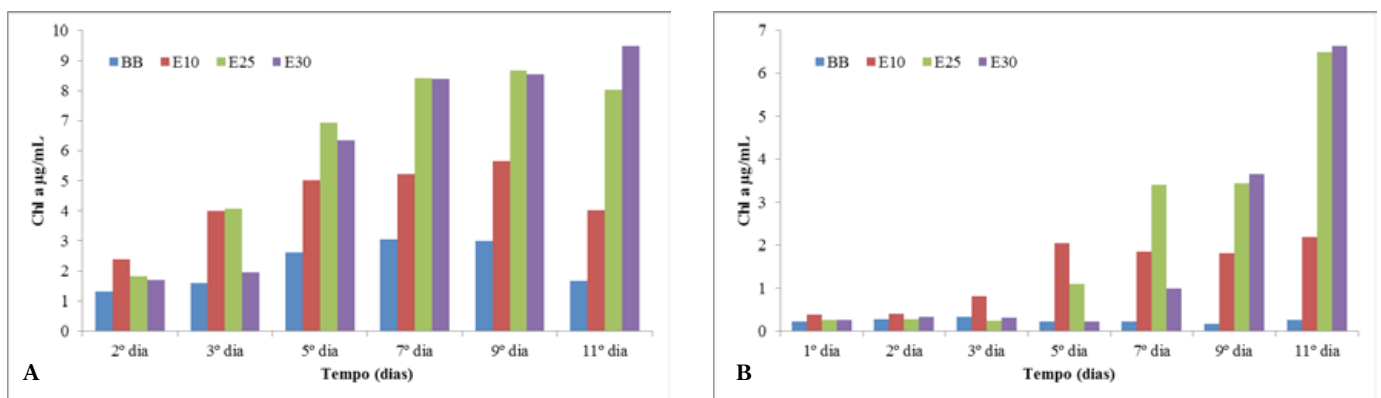 10
9
8
7
6
5
4
3
2
1
0
Chl a µg/mL
BB E10 E25 E30
2º dia 3º dia 5º dia 7º dia 9º dia 11º dia
Tempo (dias)
A
7
6
5
4
3
2
1
0
Chl a µg/mL
BB E10 E25 E30
1º dia 2º dia 3º dia 5º dia 7º dia 9º dia 11º dia
Tempo (dias)
B